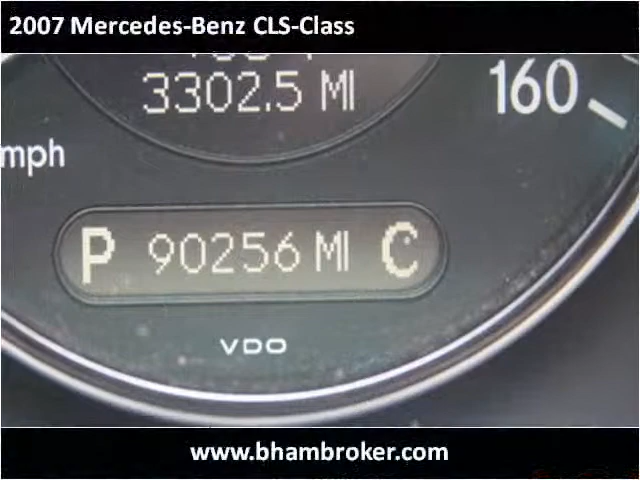 2007 Mercedes-Benz CLS-Class
3302.5 MI
160
mph
P 90256 MI C
VDO
www.bhambroker.com